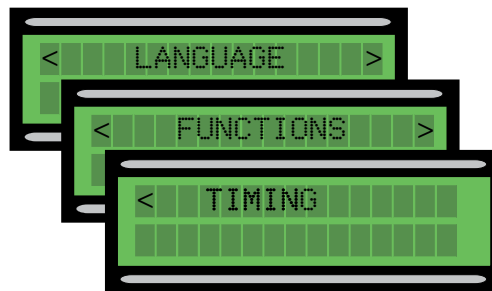 < LANGUAGE >
< FUNCTIONS >
< TIMING